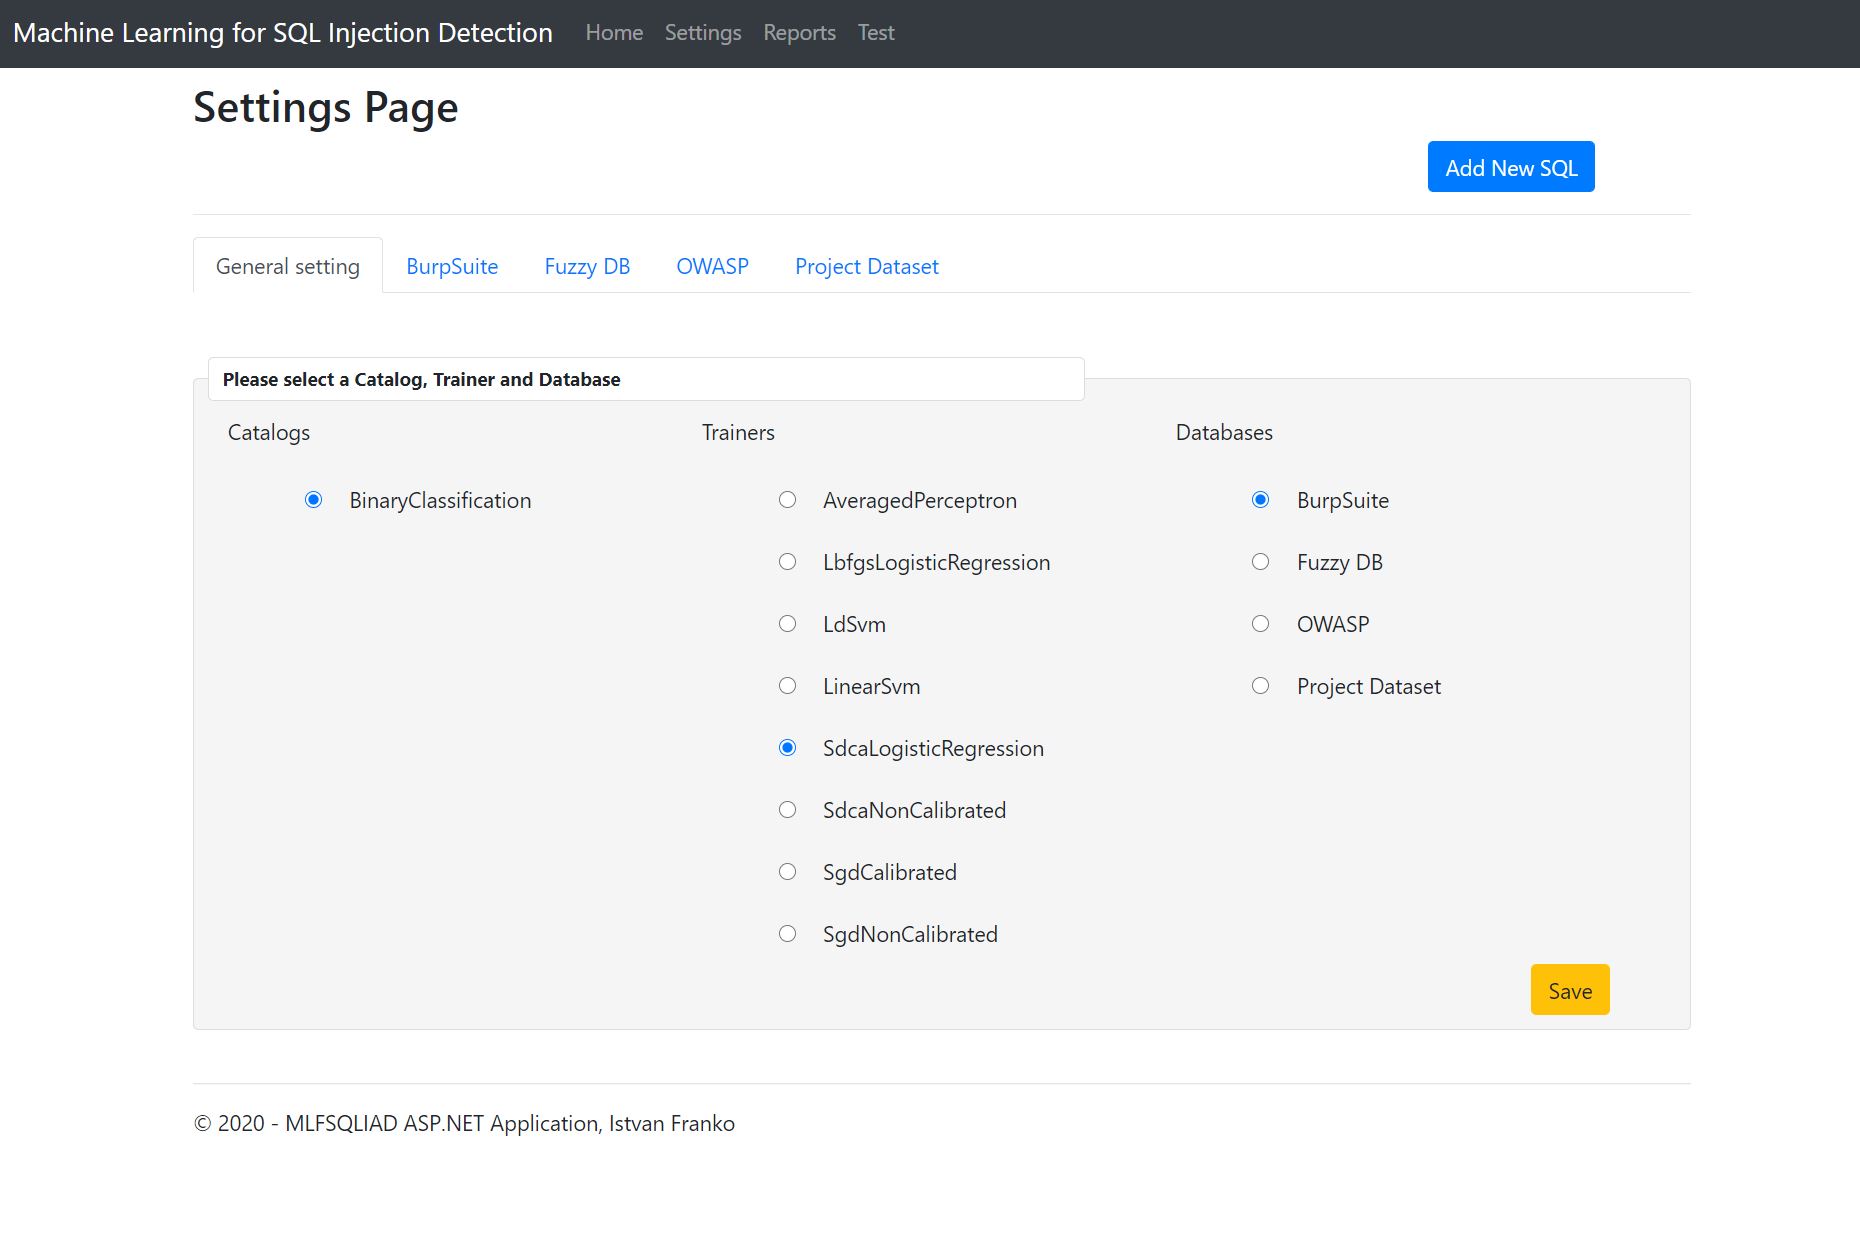 Machine Learning for SQL Injection Detection Home Settings Reports Test
Settings Page
Add New SQL
General setting BurpSuite Fuzzy DB OWASP Project Dataset
Please select a Catalog, Trainer and Database
Catalogs
BinaryClassification
Trainers
AveragedPerceptron
LbfgsLogisticRegression
LdSvm
LinearSvm
SdcaLogisticRegression
SdcaNonCalibrated
SgdCalibrated
SgdNonCalibrated
Databases
BurpSuite
Fuzzy DB
OWASP
Project Dataset
Save
© 2020 - MLFSQLIAD ASP.NET Application, Istvan Franko